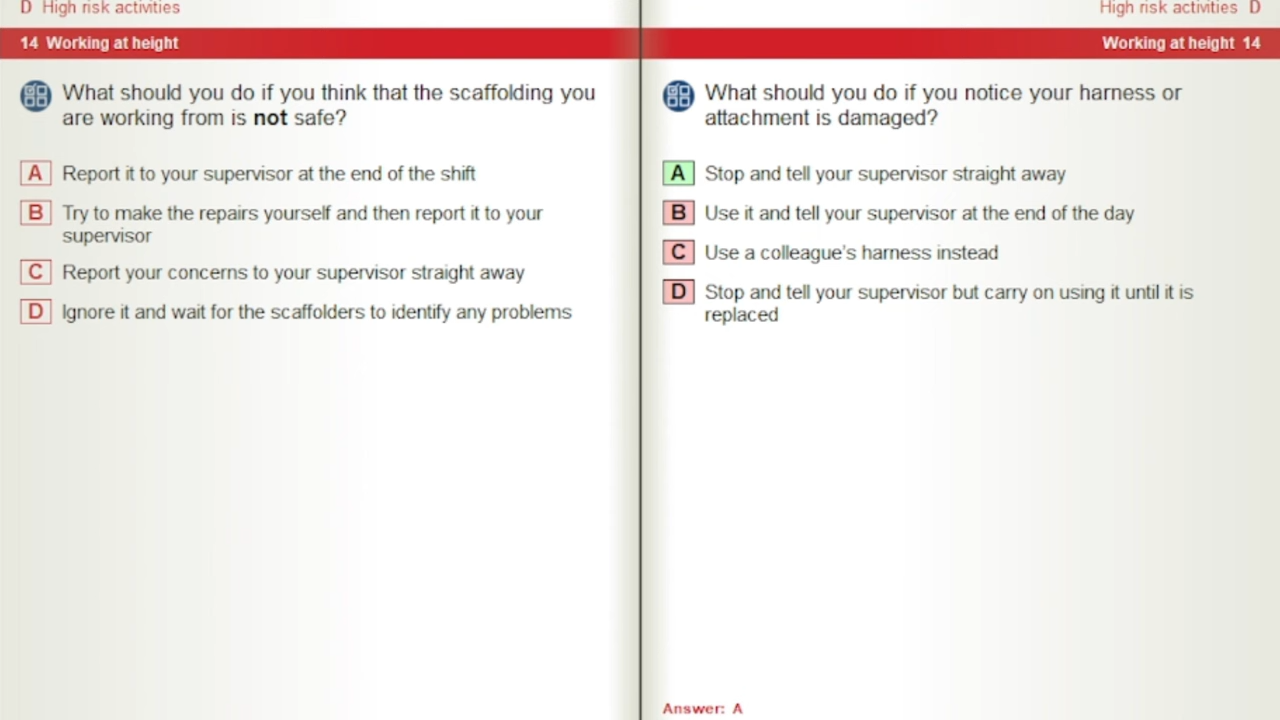 D High risk activities
14 Working at height
What should you do if you think that the scaffolding you
are working from is not safe?
A Report it to your supervisor at the end of the shift
B Try to make the repairs yourself and then report it to your
supervisor
C Report your concerns to your supervisor straight away
D Ignore it and wait for the scaffolders to identify any problems
High risk activities D
Working at height 14
What should you do if you notice your harness or
attachment is damaged?
A Stop and tell your supervisor straight away
B Use it and tell your supervisor at the end of the day
C Use a colleague's harness instead
D Stop and tell your supervisor but carry on using it until it is
replaced
Answer: A